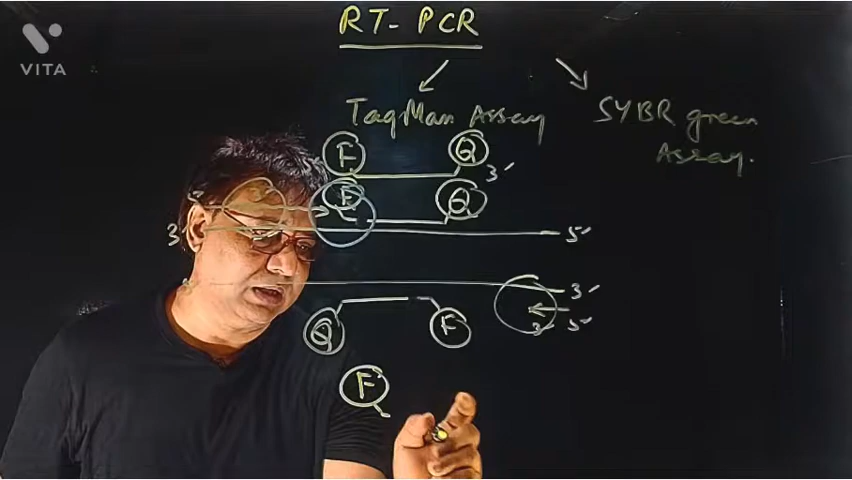 RT-PCR
VITA
TaqMan Assay
SYBR green
Assay.
F Q 3'
F Q
3' 5'
3'
3' 5'
Q F
F